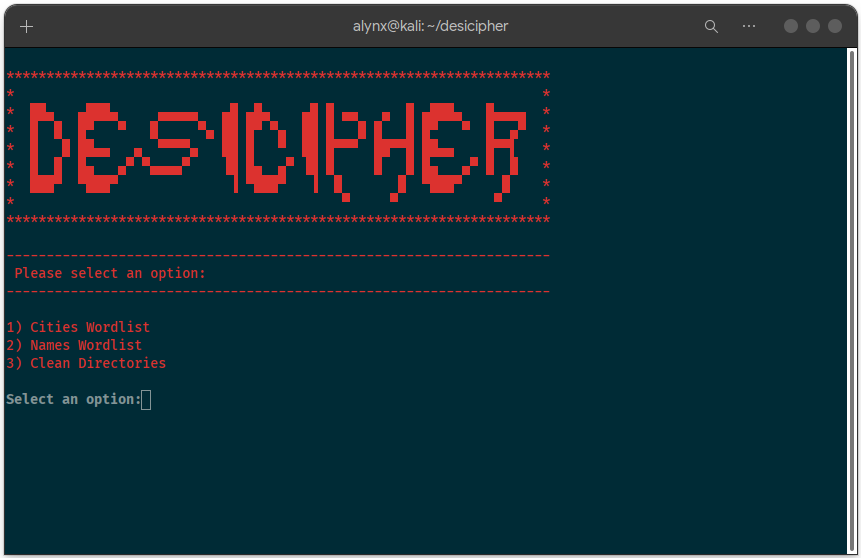 alynx@kali: ~/desicipher
********************************************************************
* *
* DESICIPHER *
* *
********************************************************************
--------------------------------------------------------------------
Please select an option:
--------------------------------------------------------------------
1) Cities Wordlist
2) Names Wordlist
3) Clean Directories
Select an option: